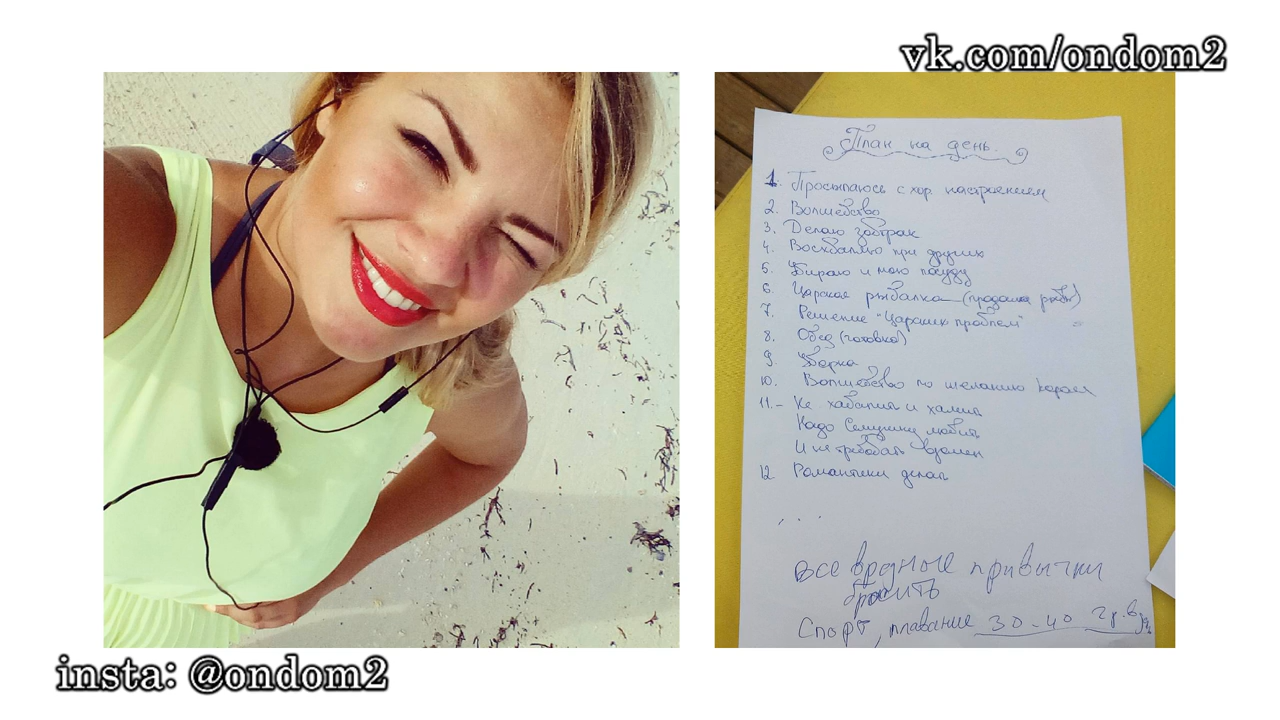 vk.com/ondom2
План на день.
1. Просыпаюсь с хор. настроением
2. Волшебство
3. Делаю завтрак
4. Восхваляю при других
5. Убираю и мою посуду
6. Царская рыбалка (продажа рыбы)
7. Решение "Царских проблем"
8. Обед (готовка)
9. Уборка
10. Волшебство по желанию Короля
11.- Не хабалить и хамить
Надо Семушку любить
И не требовать взамен
12 Романтики делать
...
все вредные привычки
бросить
Спорт, плавание 30-40 2 р. в
insta: @ondom2